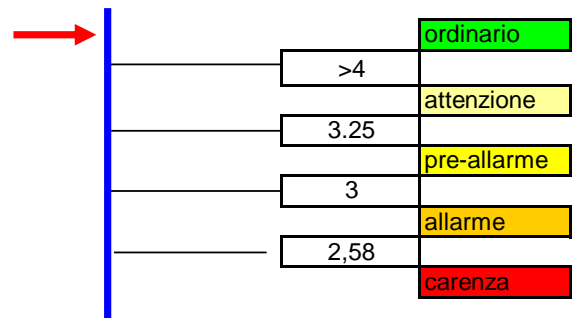 ordinario
>4
attenzione
3.25
pre-allarme
3
allarme
2,58
carenza